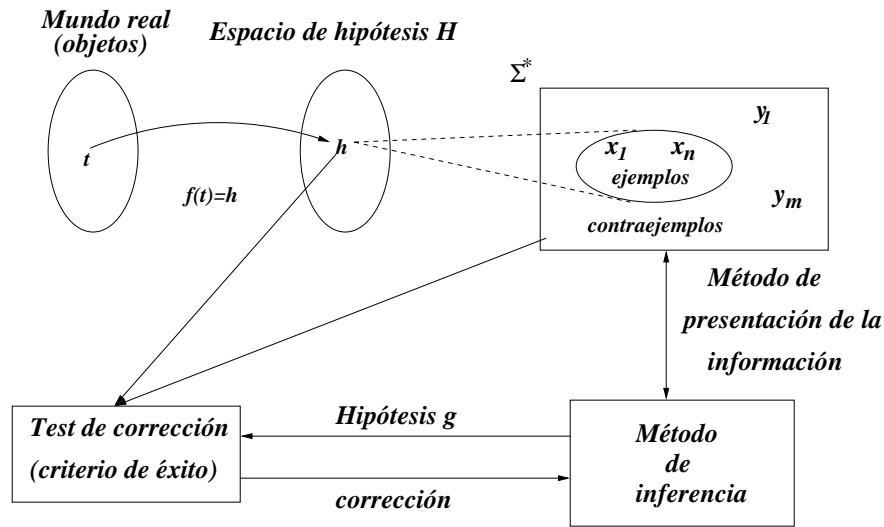 Mundo real
(objetos)
Espacio de hipótesis H
Σ*
t
h
f(t)=h
y1
x1 xn
ejemplos
ym
contraejemplos
Método de
presentación de la
información
Test de corrección
(criterio de éxito)
Hipótesis g
corrección
Método
de
inferencia